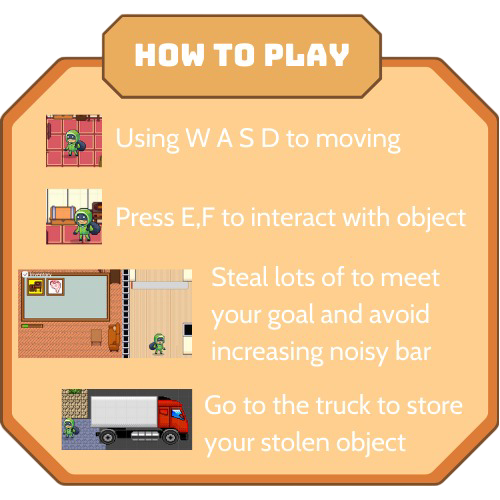 HOW TO PLAY
Using W A S D to moving
Press E,F to interact with object
Inventory
Steal lots of to meet
your goal and avoid
increasing noisy bar
Go to the truck to store
your stolen object